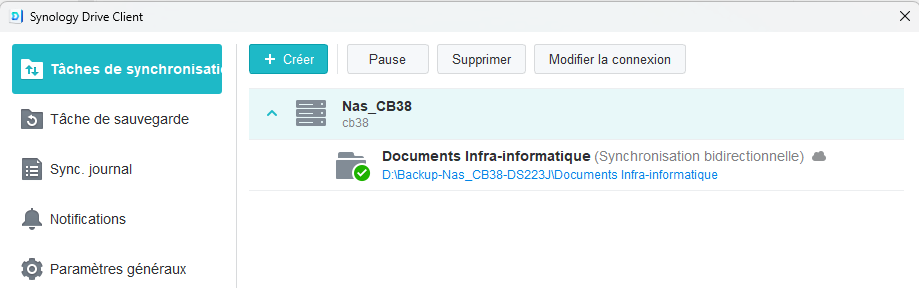 Synology Drive Client
Tâches de synchronisati
+ Créer
Pause
Supprimer
Modifier la connexion
Nas_CB38
cb38
Tâche de sauvegarde
Documents Infra-informatique (Synchronisation bidirectionnelle)
D:\Backup-Nas_CB38-DS223J\Documents Infra-informatique
Sync. journal
Notifications
Paramètres généraux